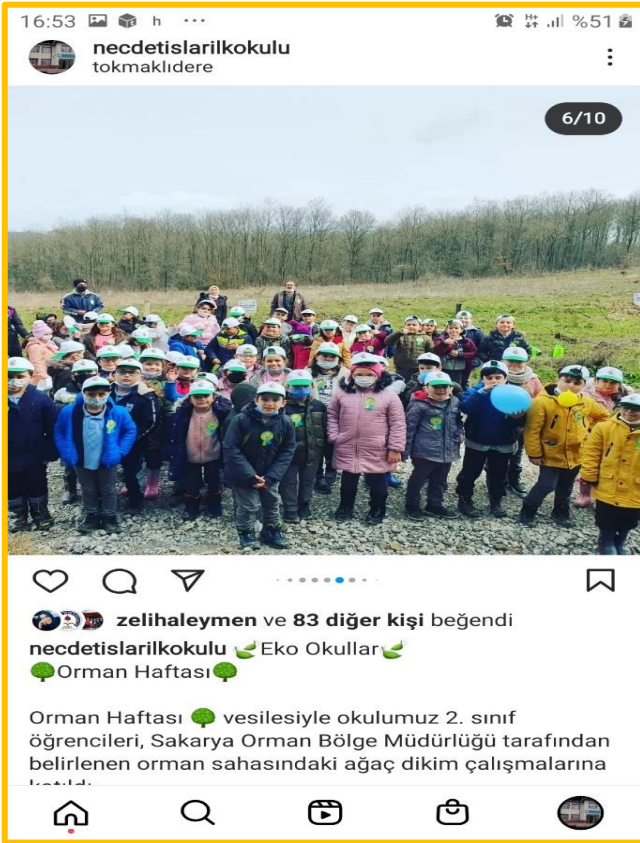 16:53 h ... %51
necdetislarilkokulu
tokmaklıdere
6/10
zelihaleymen ve 83 diğer kişi beğendi
necdetislarilkokulu 🍃Eko Okullar🍃
🌳Orman Haftası🌳
Orman Haftası 🌳 vesilesiyle okulumuz 2. sınıf
öğrencileri, Sakarya Orman Bölge Müdürlüğü tarafından
belirlenen orman sahasındaki ağaç dikim çalışmalarına
katıldı